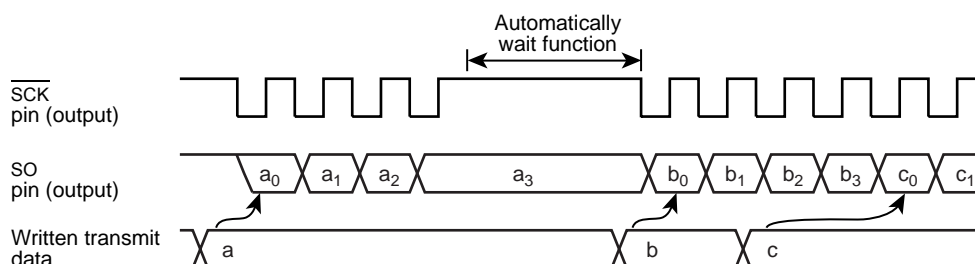 Automatically
wait function
SCK
pin (output)
SO
pin (output)
a0 a1 a2 a3 b0 b1 b2 b3 c0 c1
Written transmit
data
a b c